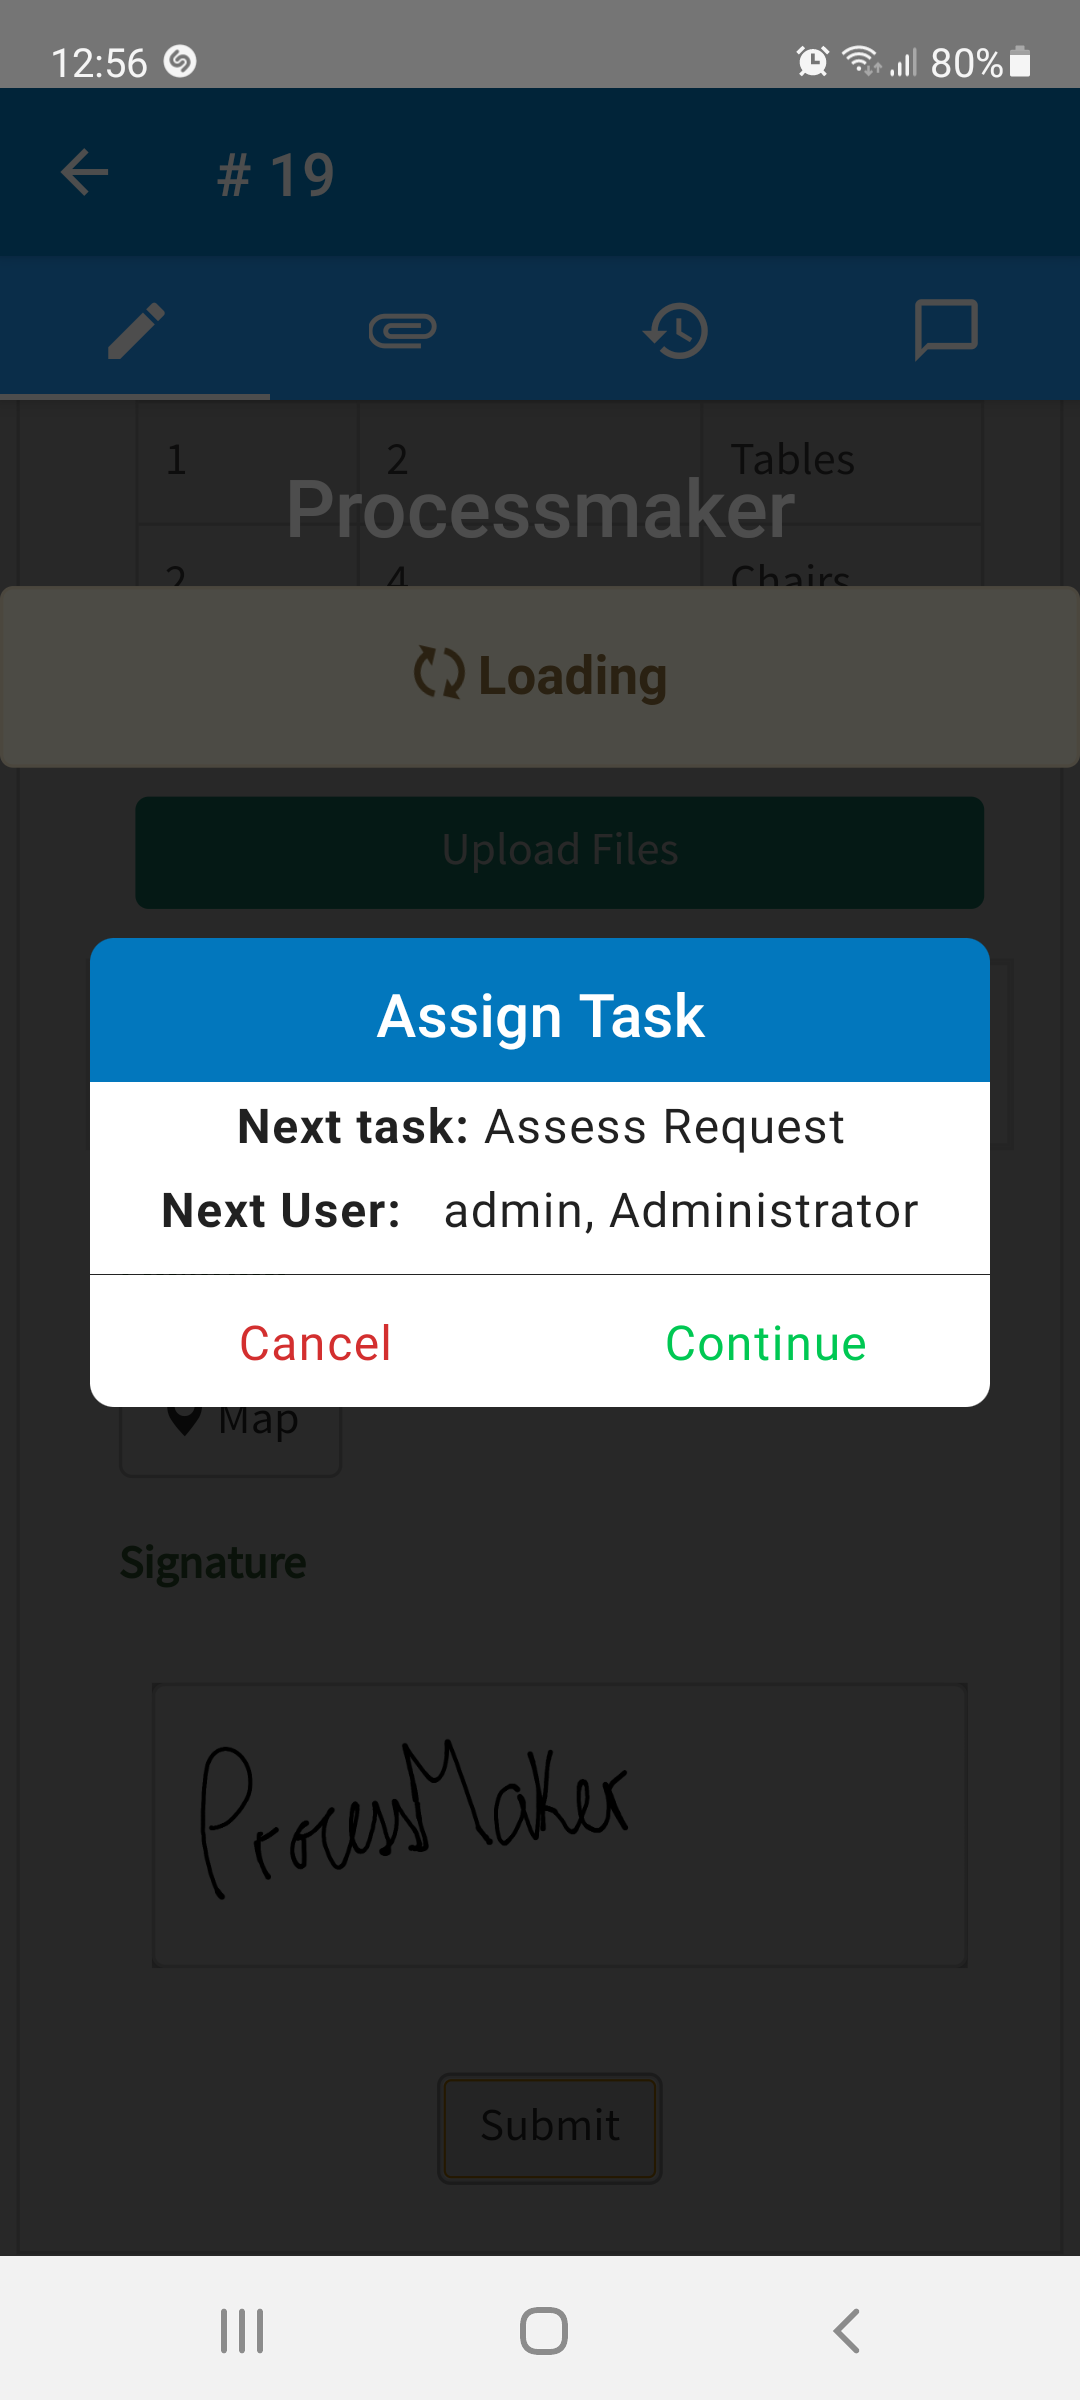 12:56 80%
# 19
1 2 Tables
Processmaker
2 4 Chairs
Loading
Upload Files
Assign Task
Next task: Assess Request
Next User: admin, Administrator
Cancel Continue
Map
Signature
ProcessMaker
Submit